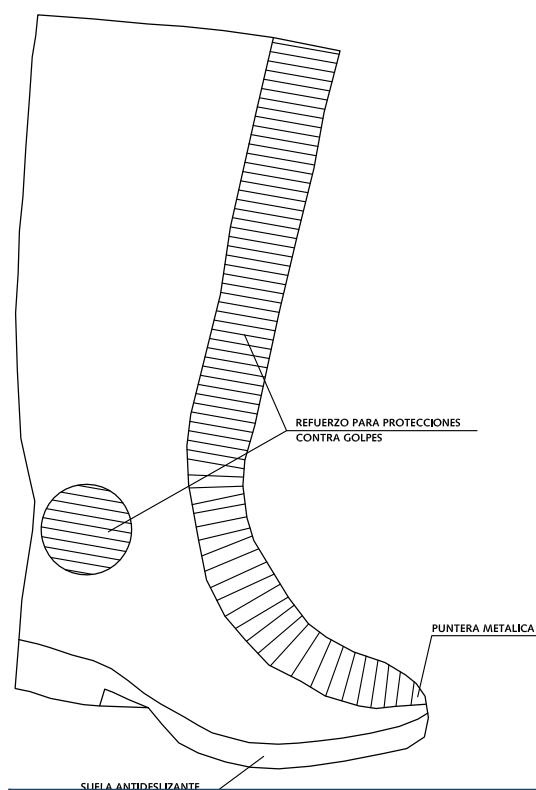 REFUERZO PARA PROTECCIONES
CONTRA GOLPES
PUNTERA METALICA
SUELA ANTIDESLIZANTE